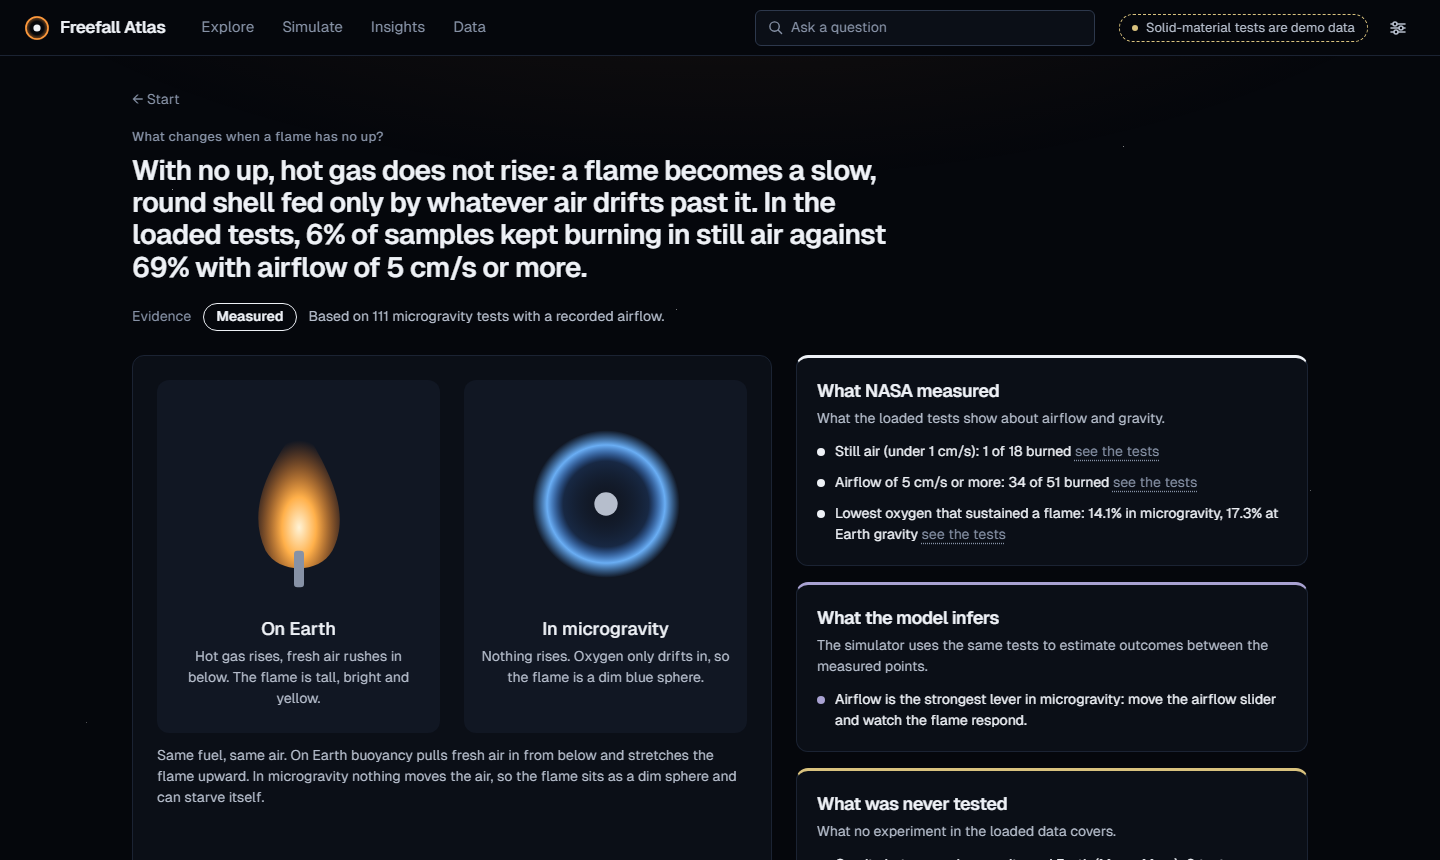 Freefall Atlas
Explore
Simulate
Insights
Data
Ask a question
Solid-material tests are demo data
← Start
What changes when a flame has no up?
With no up, hot gas does not rise: a flame becomes a slow,
round shell fed only by whatever air drifts past it. In the
loaded tests, 6% of samples kept burning in still air against
69% with airflow of 5 cm/s or more.
Evidence
Measured
Based on 111 microgravity tests with a recorded airflow.
On Earth
Hot gas rises, fresh air rushes in
below. The flame is tall, bright and
yellow.
In microgravity
Nothing rises. Oxygen only drifts in, so
the flame is a dim blue sphere.
Same fuel, same air. On Earth buoyancy pulls fresh air in from below and stretches the
flame upward. In microgravity nothing moves the air, so the flame sits as a dim sphere and
can starve itself.
What NASA measured
What the loaded tests show about airflow and gravity.
Still air (under 1 cm/s): 1 of 18 burned see the tests
Airflow of 5 cm/s or more: 34 of 51 burned see the tests
Lowest oxygen that sustained a flame: 14.1% in microgravity, 17.3% at
Earth gravity see the tests
What the model infers
The simulator uses the same tests to estimate outcomes between the
measured points.
Airflow is the strongest lever in microgravity: move the airflow slider
and watch the flame respond.
What was never tested
What no experiment in the loaded data covers.